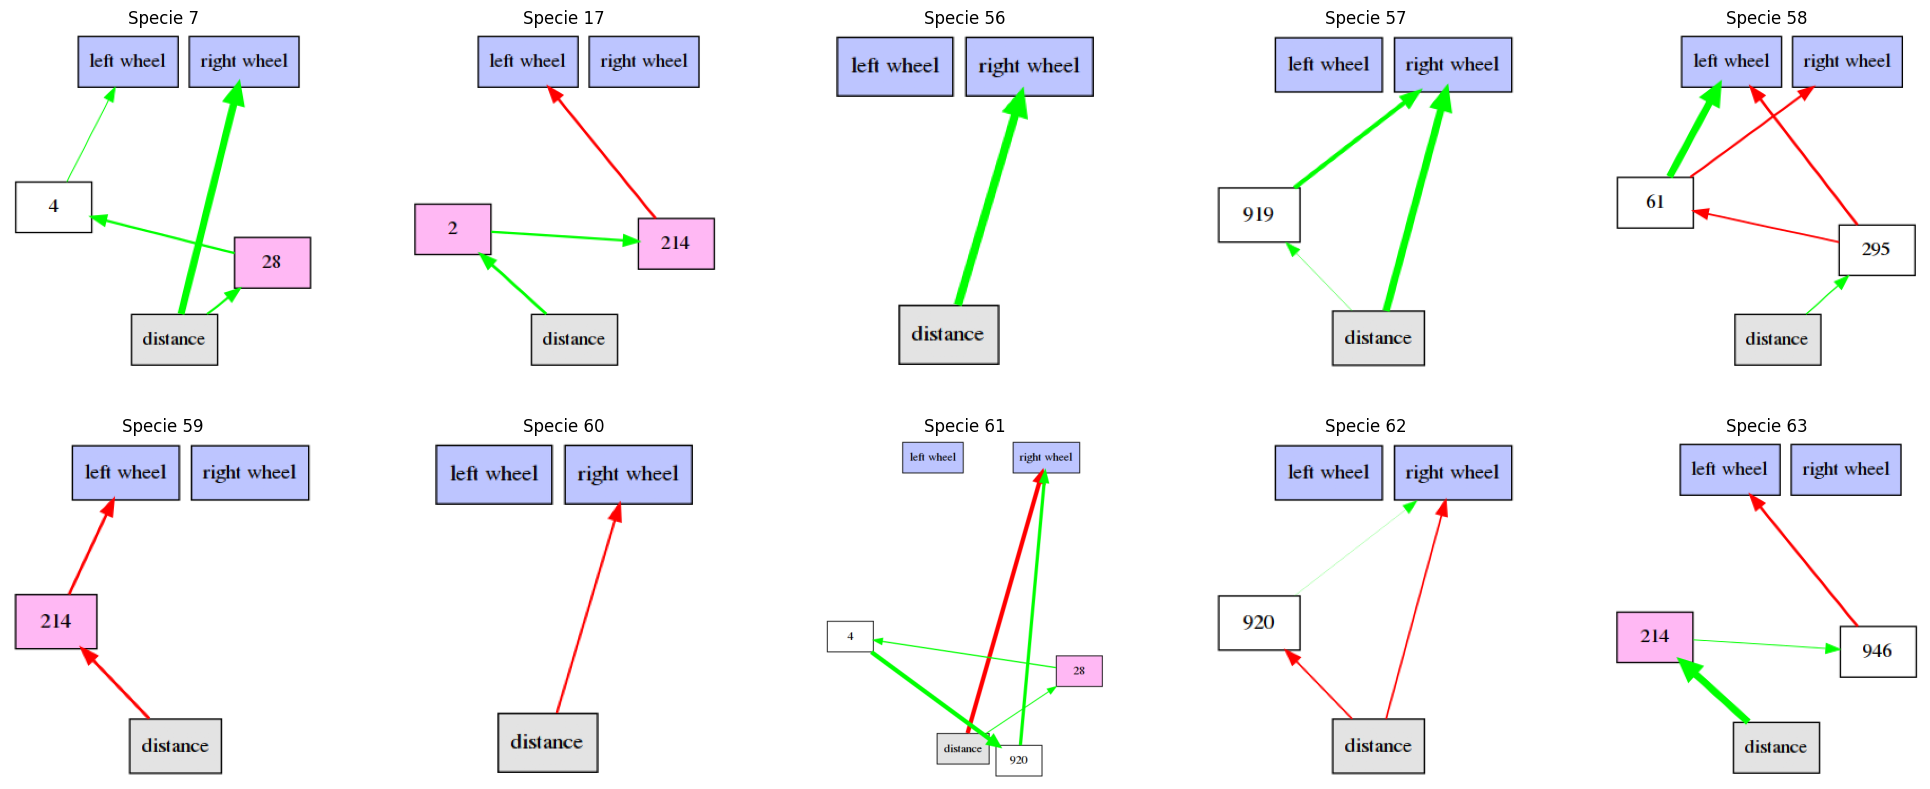 Specie 7
left wheel
right wheel
4
28
distance
Specie 17
left wheel
right wheel
2
214
distance
Specie 56
left wheel
right wheel
distance
Specie 57
left wheel
right wheel
919
distance
Specie 58
left wheel
right wheel
61
295
distance
Specie 59
left wheel
right wheel
214
distance
Specie 60
left wheel
right wheel
distance
Specie 61
left wheel
right wheel
4
28
distance
920
Specie 62
left wheel
right wheel
920
distance
Specie 63
left wheel
right wheel
214
946
distance